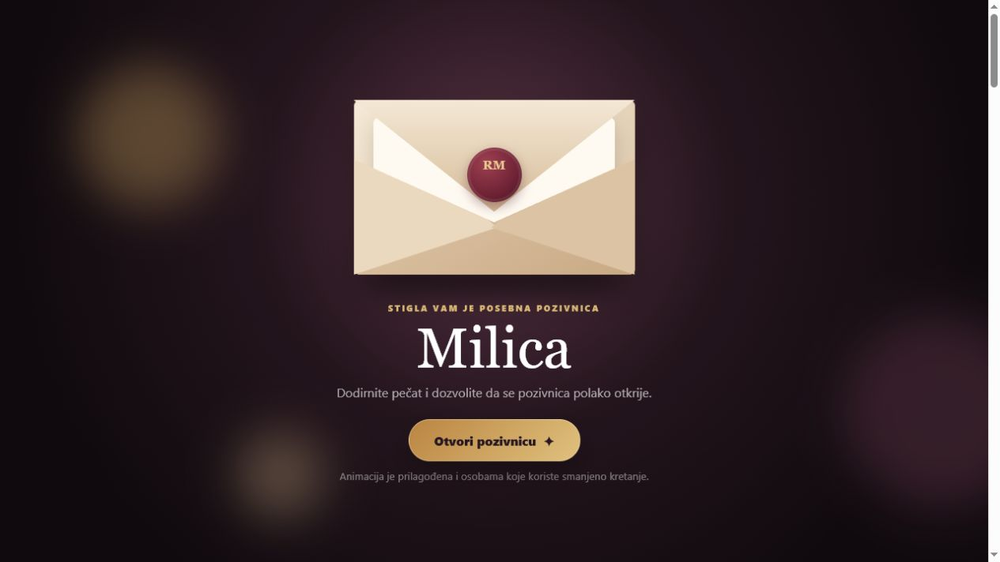 RM
STIGLA VAM JE POSEBNA POZIVNICA
Milica
Dodirnite pečat i dozvolite da se pozivnica polako otkrije.
Otvori pozivnicu ✦
Animacija je prilagođena i osobama koje koriste smanjeno kretanje.